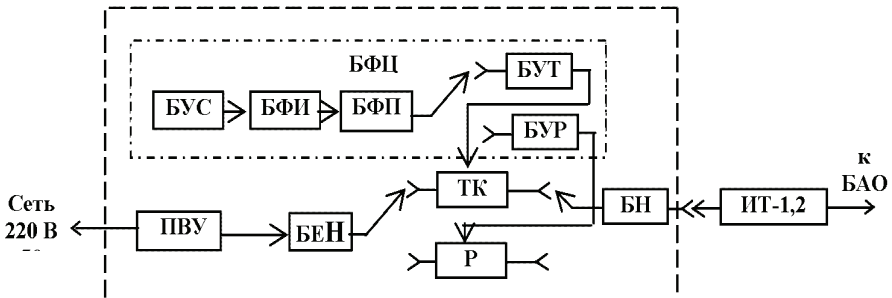 БФЦ
БУТ
БУС
БФИ
БФП
БУР
к
БАО
ТК
Сеть
220 В
ПВУ
БЕН
БН
ИТ-1,2
Р